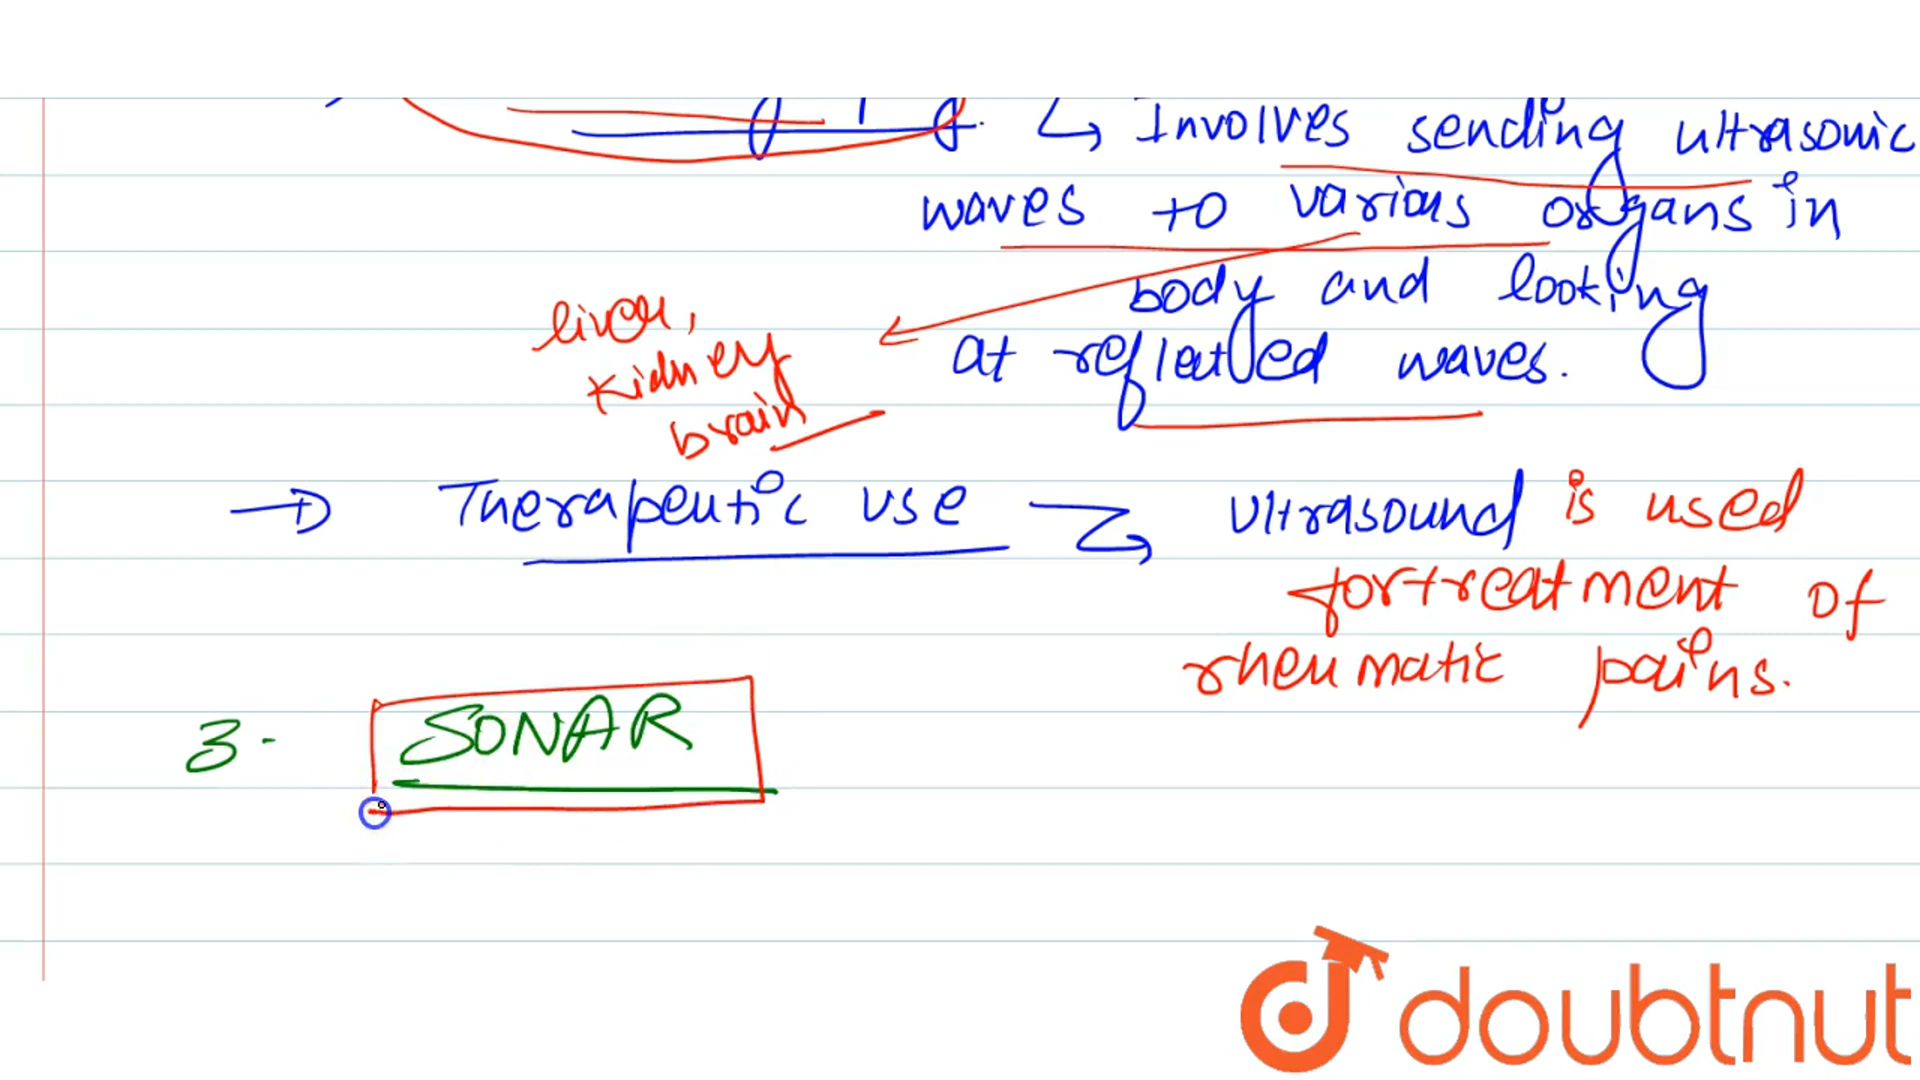 ↳ Involves sending ultrasonic
waves to various organs in
body and looking
at reflected waves.
liver,
kidney
brain
→ Therapeutic use ↳ Ultrasound is used
for treatment of
rheumatic pains.
3. SONAR
doubtnut